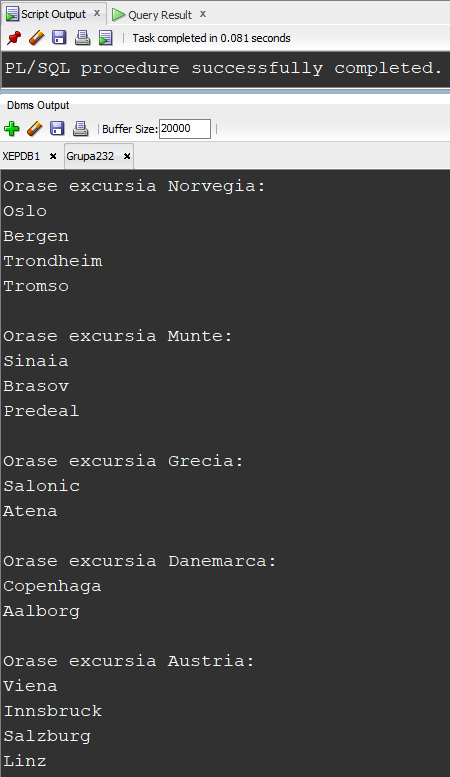 Script Output x Query Result x
Task completed in 0.081 seconds
PL/SQL procedure successfully completed.
Dbms Output
Buffer Size: 20000
XEPDB1 x Grupa232 x
Orase excursia Norvegia:
Oslo
Bergen
Trondheim
Tromso
Orase excursia Munte:
Sinaia
Brasov
Predeal
Orase excursia Grecia:
Salonic
Atena
Orase excursia Danemarca:
Copenhaga
Aalborg
Orase excursia Austria:
Viena
Innsbruck
Salzburg
Linz